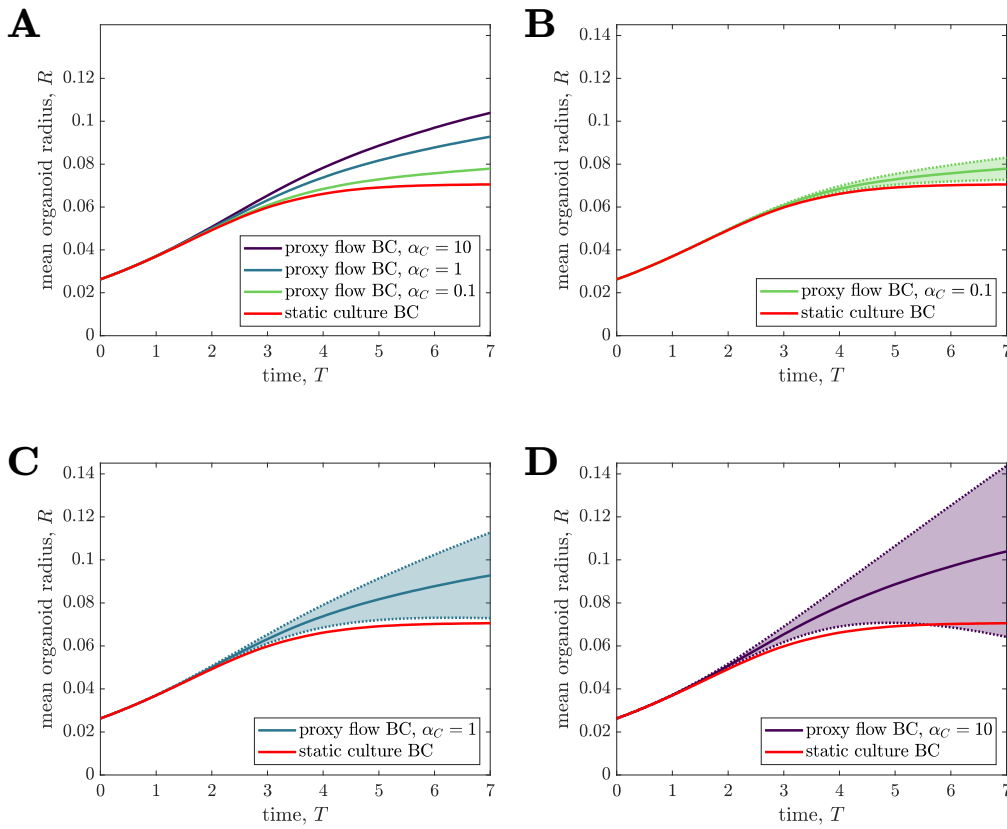 A
mean organoid radius, R
0.12
0.1
0.08
0.06
0.04
0.02
0
proxy flow BC, α_C = 10
proxy flow BC, α_C = 1
proxy flow BC, α_C = 0.1
static culture BC
0 1 2 3 4 5 6 7
time, T
B
mean organoid radius, R
0.14
0.12
0.1
0.08
0.06
0.04
0.02
0
proxy flow BC, α_C = 0.1
static culture BC
0 1 2 3 4 5 6 7
time, T
C
mean organoid radius, R
0.14
0.12
0.1
0.08
0.06
0.04
0.02
0
proxy flow BC, α_C = 1
static culture BC
0 1 2 3 4 5 6 7
time, T
D
mean organoid radius, R
0.14
0.12
0.1
0.08
0.06
0.04
0.02
0
proxy flow BC, α_C = 10
static culture BC
0 1 2 3 4 5 6 7
time, T